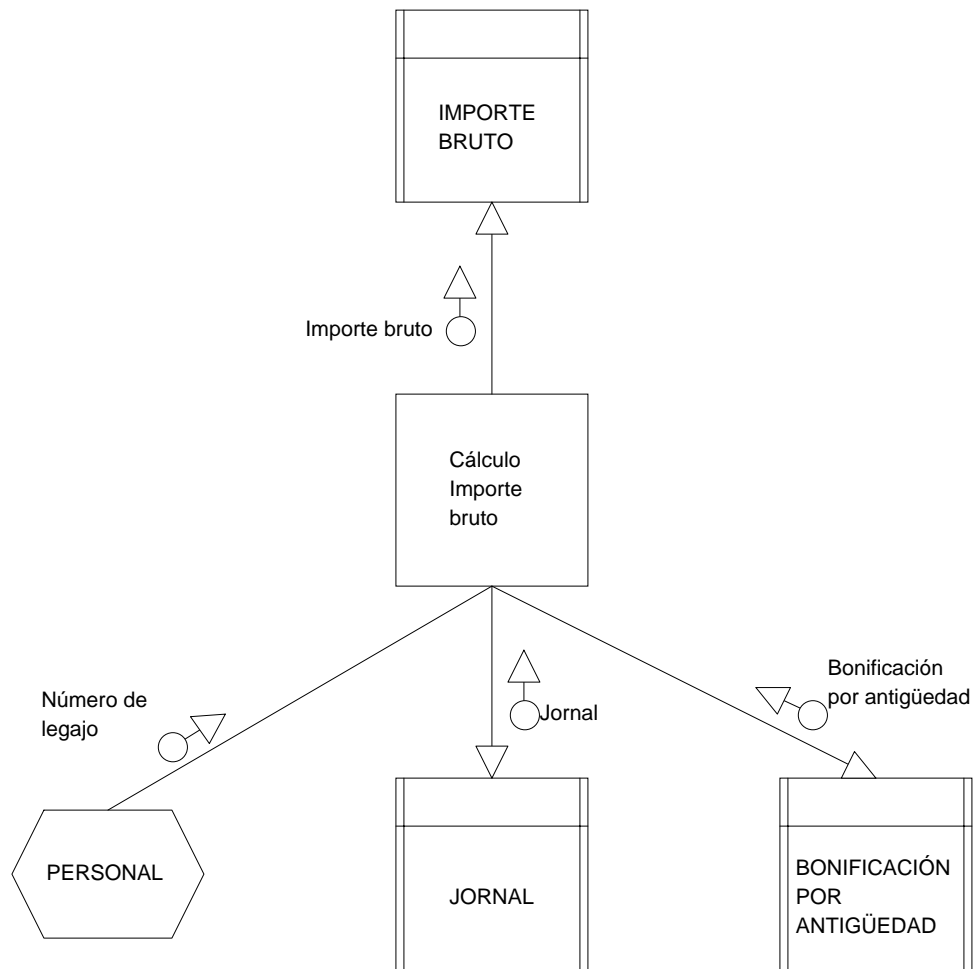 IMPORTE
BRUTO
Importe bruto
Cálculo
Importe
bruto
Número de
legajo
Jornal
Bonificación
por antigüedad
PERSONAL
JORNAL
BONIFICACIÓN
POR
ANTIGÜEDAD